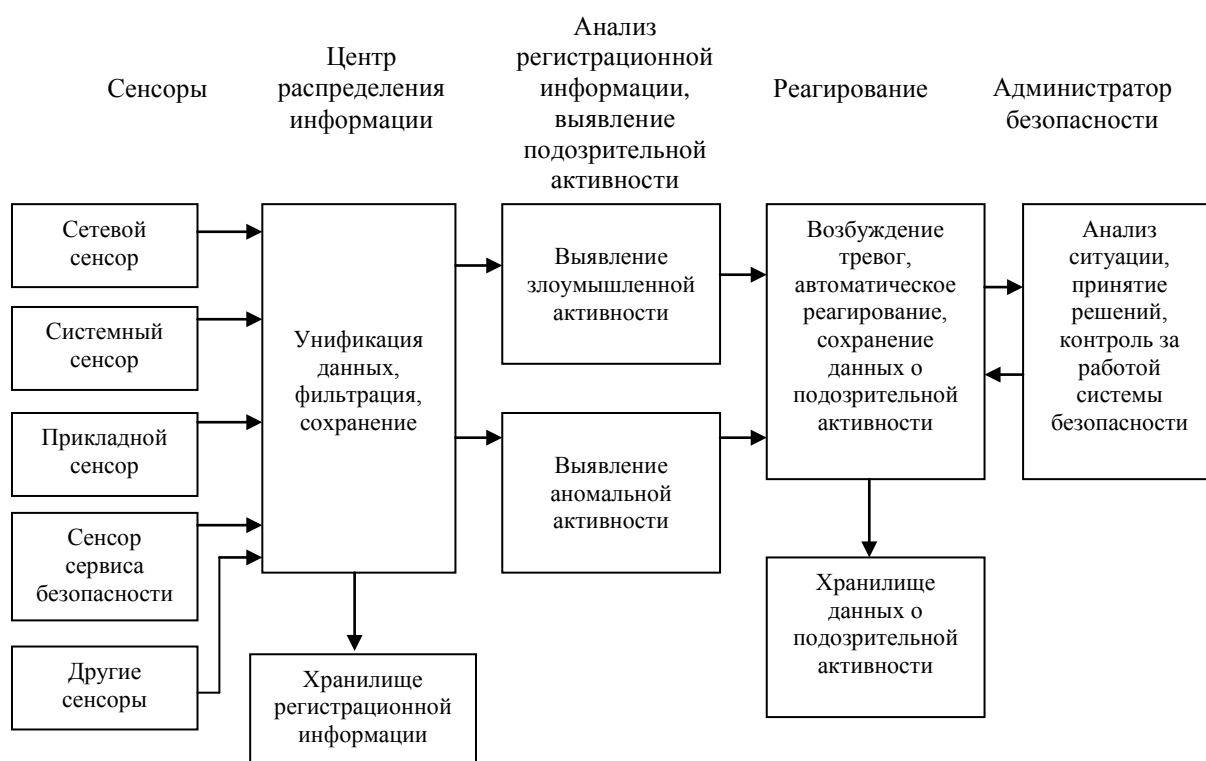 Сенсоры
Центр
распределения
информации
Анализ
регистрационной
информации,
выявление
подозрительной
активности
Реагирование
Администратор
безопасности
Сетевой
сенсор
Системный
сенсор
Прикладной
сенсор
Сенсор
сервиса
безопасности
Другие
сенсоры
Унификация
данных,
фильтрация,
сохранение
Хранилище
регистрационной
информации
Выявление
злоумышленной
активности
Выявление
аномальной
активности
Возбуждение
тревог,
автоматическое
реагирование,
сохранение
данных о
подозрительной
активности
Хранилище
данных о
подозрительной
активности
Анализ
ситуации,
принятие
решений,
контроль за
работой
системы
безопасности